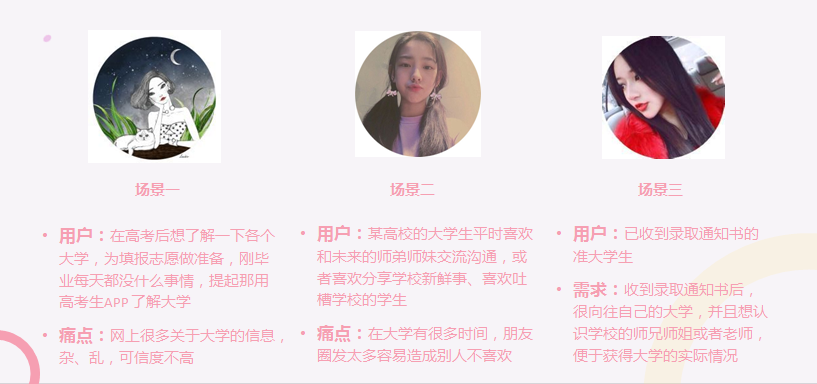 场景一
用户：在高考后想了解一下各个
大学，为填报志愿做准备，刚毕
业每天都没什么事情，提起那用
高考生APP了解大学
痛点：网上很多关于大学的信息，
杂、乱，可信度不高
场景二
用户：某高校的大学生平时喜欢
和未来的师弟师妹交流沟通，或
者喜欢分享学校新鲜事、喜欢吐
槽学校的学生
痛点：在大学有很多时间，朋友
圈发太多容易造成别人不喜欢
场景三
用户：已收到录取通知书的
准大学生
需求：收到录取通知书后，
很向往自己的大学，并且想认
识学校的师兄师姐或者老师，
便于获得大学的实际情况